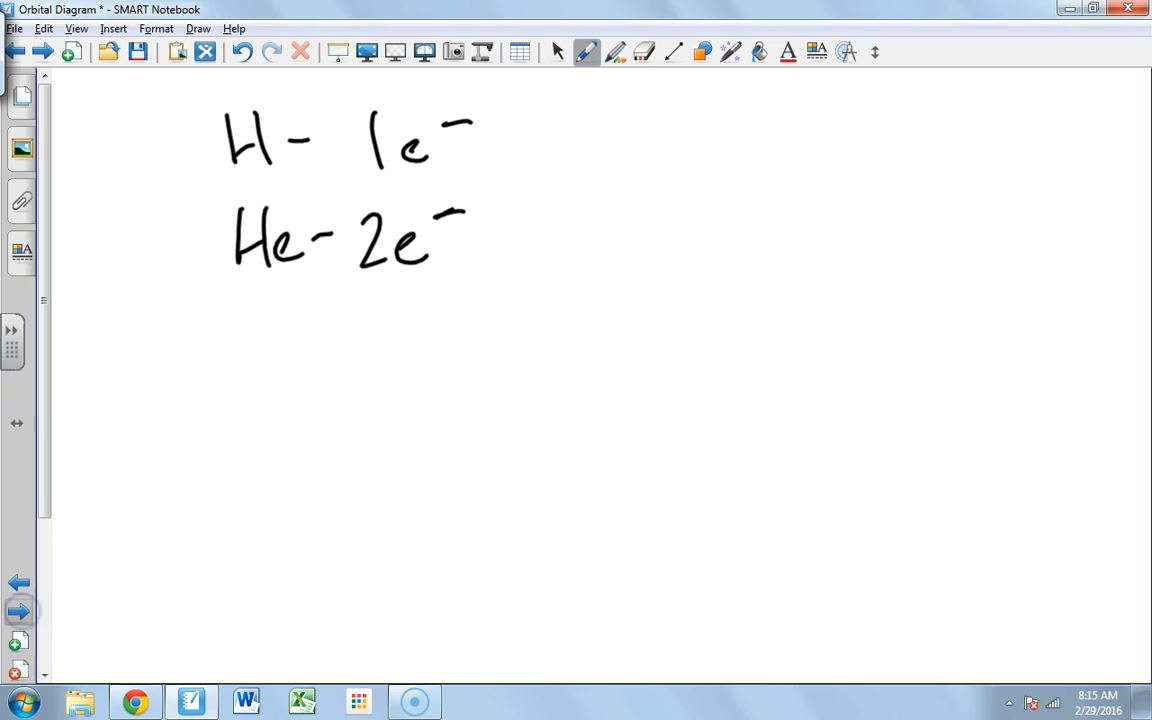 Orbital Diagram * - SMART Notebook
File Edit View Insert Format Draw Help
H - 1e⁻
He - 2e⁻
8:15 AM
2/29/2016